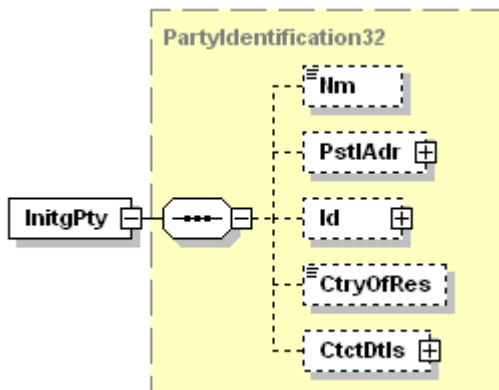 PartyIdentification32
Nm
PstlAdr
InitgPty
Id
CtryOfRes
CtctDtls